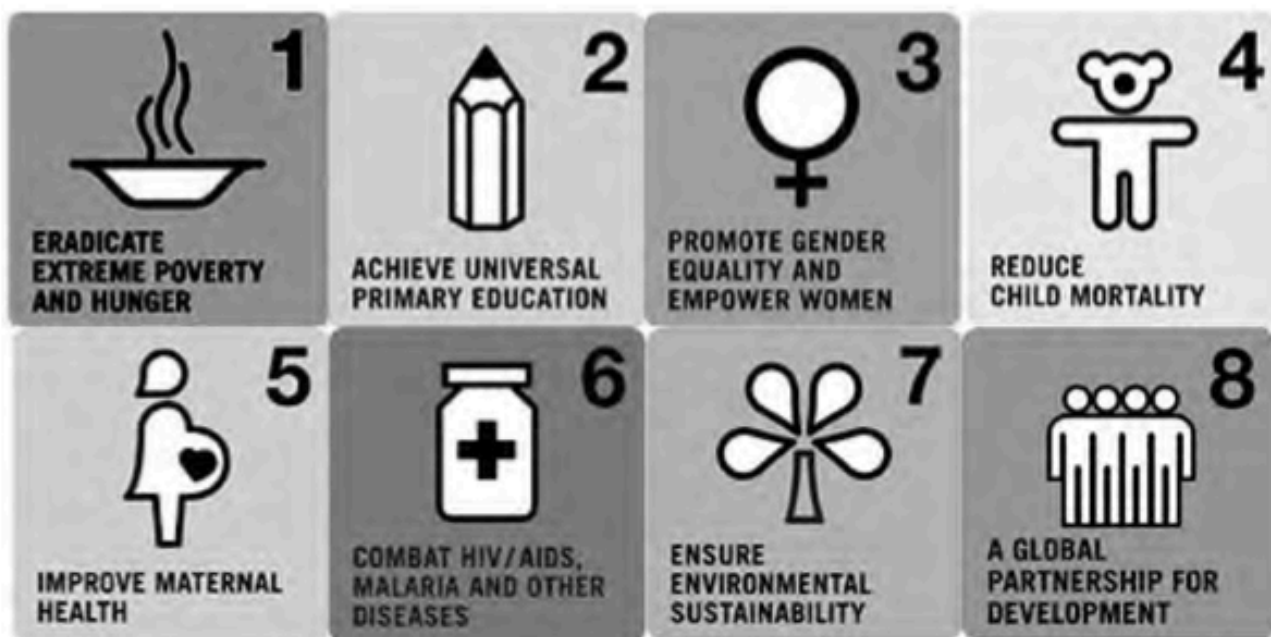 1
ERADICATE
EXTREME POVERTY
AND HUNGER
2
ACHIEVE UNIVERSAL
PRIMARY EDUCATION
3
PROMOTE GENDER
EQUALITY AND
EMPOWER WOMEN
4
REDUCE
CHILD MORTALITY
5
IMPROVE MATERNAL
HEALTH
6
COMBAT HIV/AIDS,
MALARIA AND OTHER
DISEASES
7
ENSURE
ENVIRONMENTAL
SUSTAINABILITY
8
A GLOBAL
PARTNERSHIP FOR
DEVELOPMENT